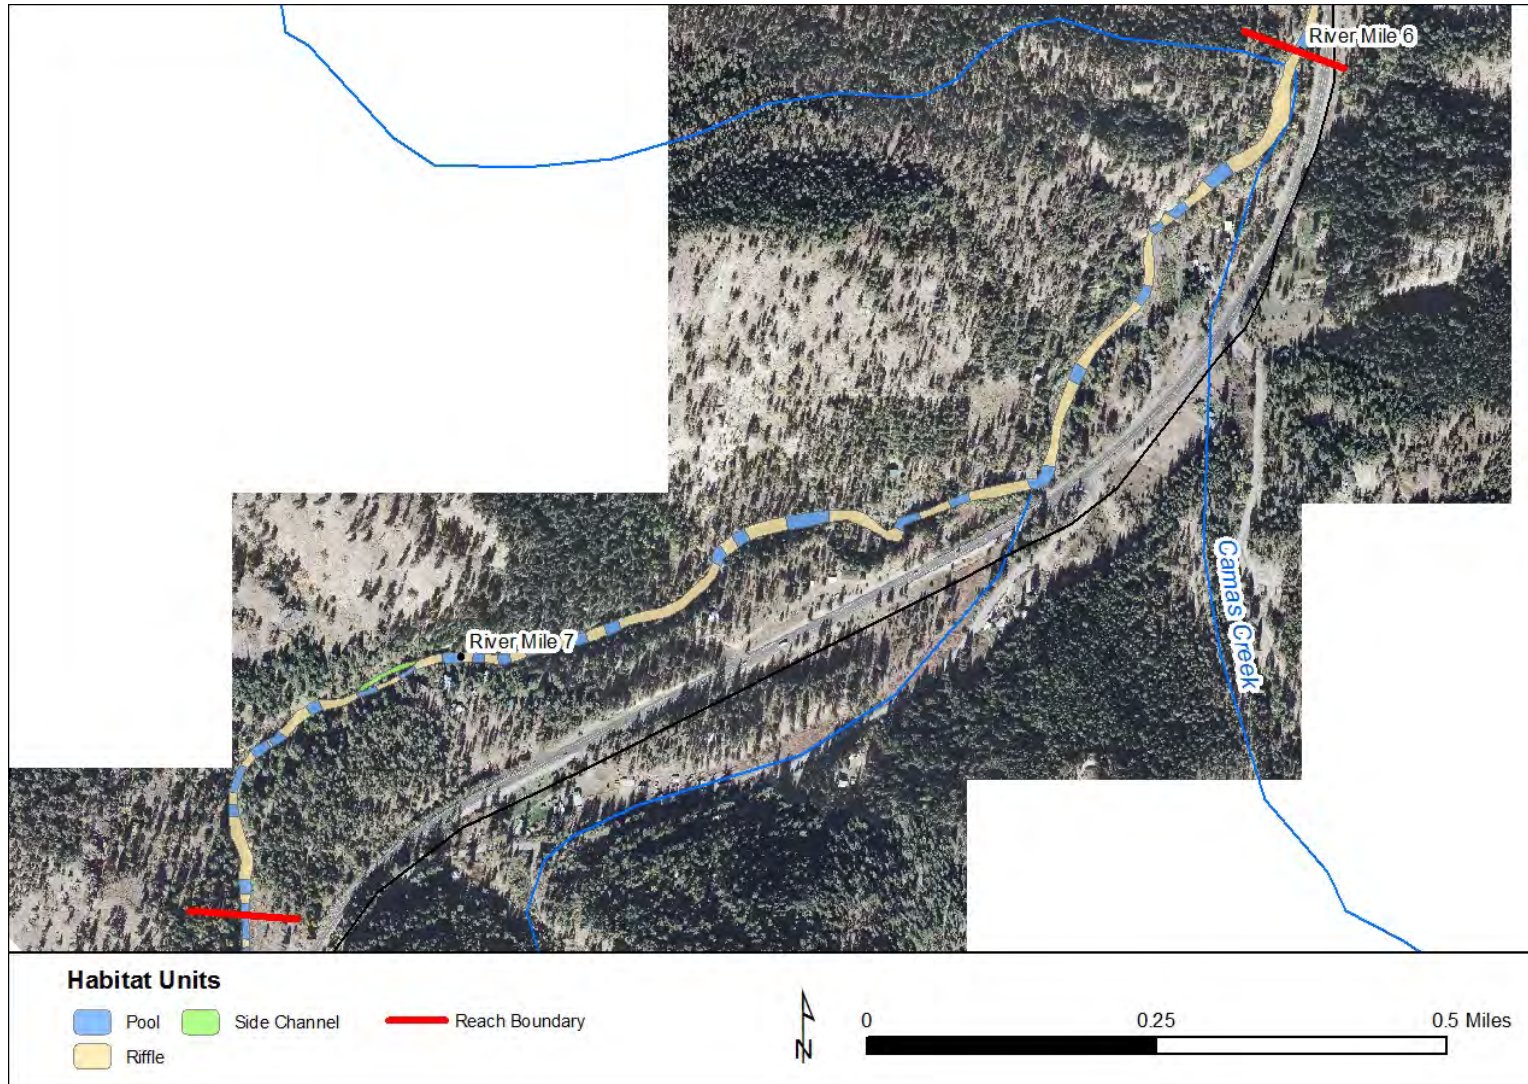 River Mile 6
Camas Creek
River Mile 7
Habitat Units
Pool
Side Channel
Reach Boundary
Riffle
N
0
0.25
0.5 Miles